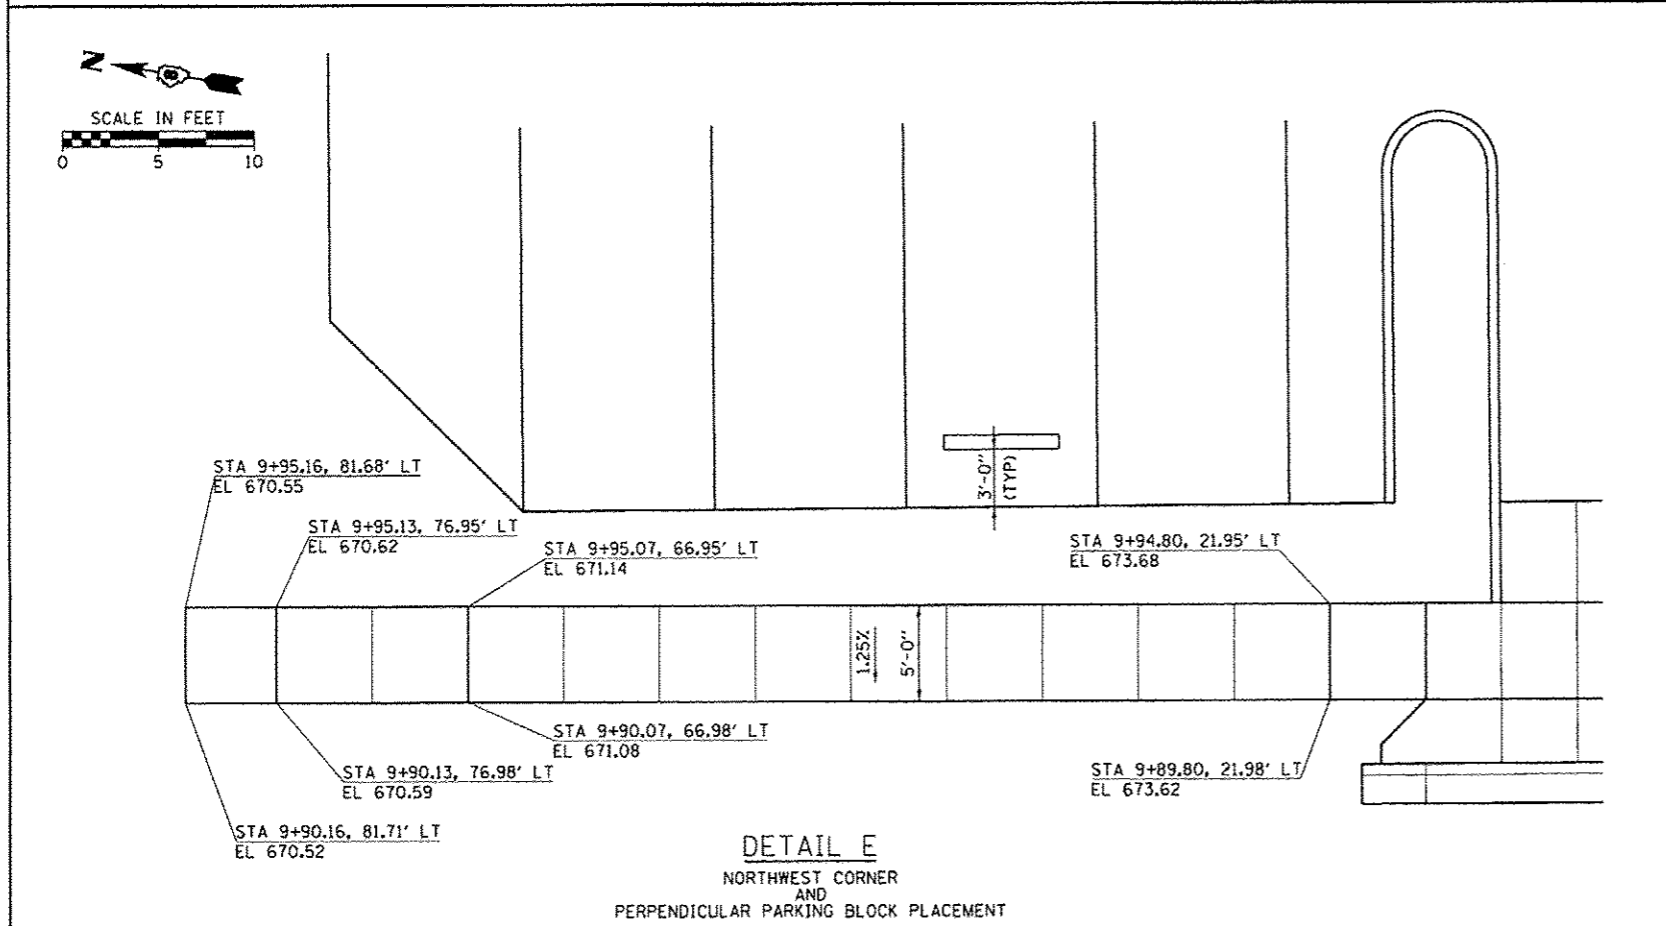 N
SCALE IN FEET
0 5 10
STA 9+95.16, 81.68' LT
EL 670.55
STA 9+95.13, 76.95' LT
EL 670.62
STA 9+95.07, 66.95' LT
EL 671.14
3'-0"
(TYP)
STA 9+94.80, 21.95' LT
EL 673.68
1.25%
5'-0"
STA 9+90.07, 66.98' LT
EL 671.08
STA 9+90.13, 76.98' LT
EL 670.59
STA 9+89.80, 21.98' LT
EL 673.62
STA 9+90.16, 81.71' LT
EL 670.52
DETAIL E
NORTHWEST CORNER
AND
PERPENDICULAR PARKING BLOCK PLACEMENT